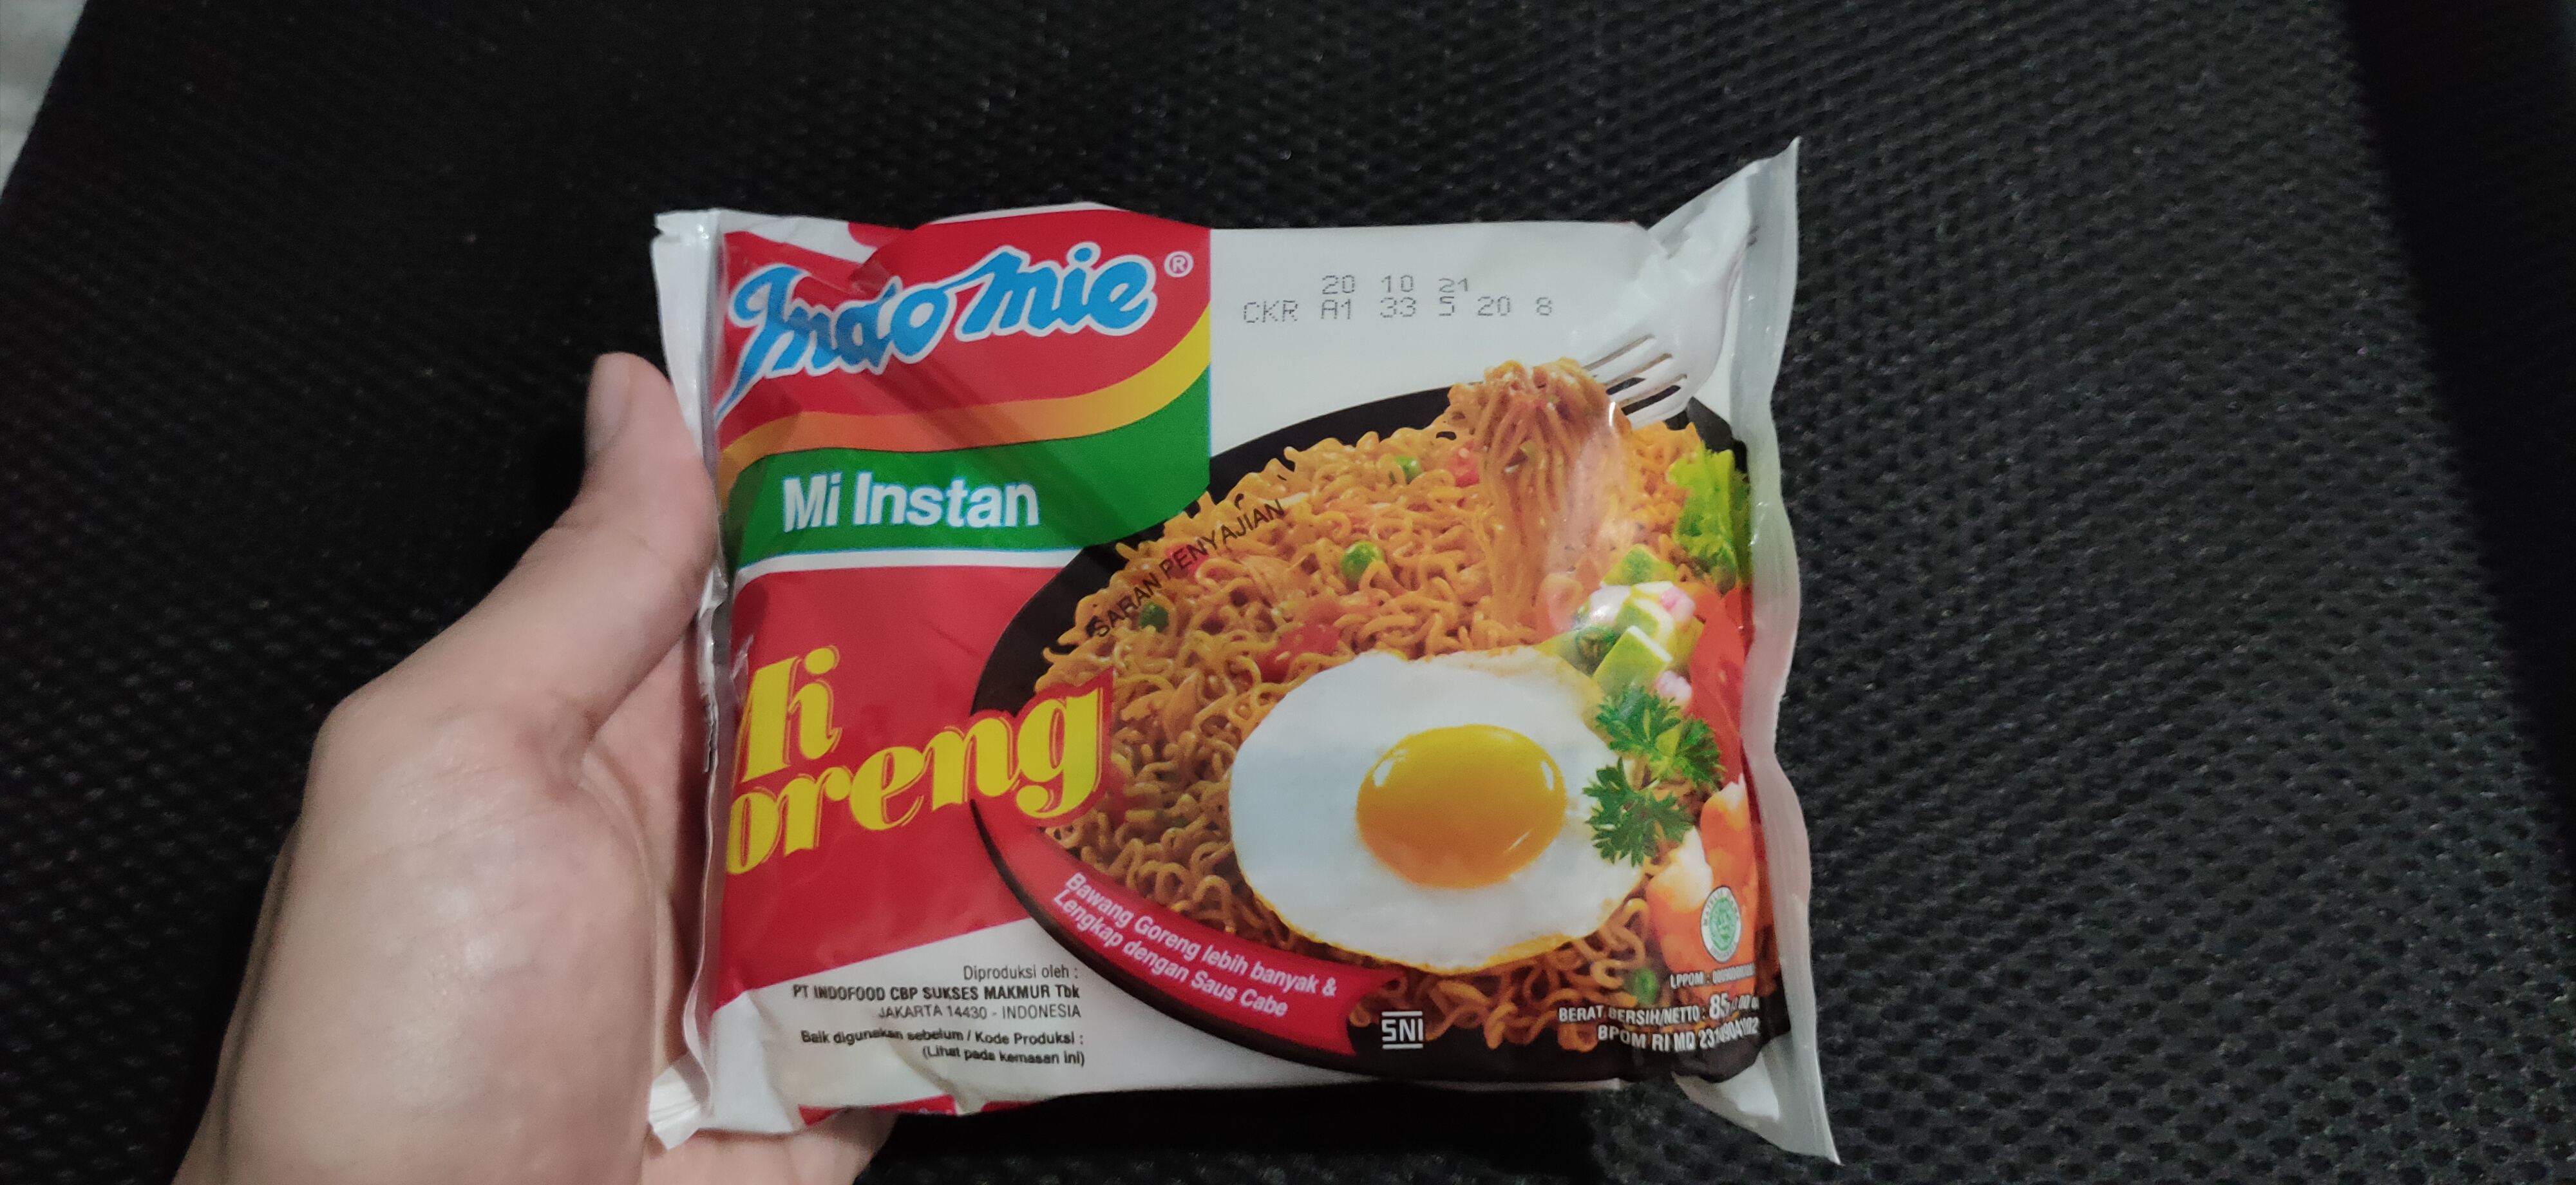 Indomie®
20 10 21
CKR A1 33 5 20 8
Mi Instan
SARAN PENYAJIAN
Mi
oreng
Bawang Goreng lebih banyak &
Lengkap dengan Saus Cabe
Diproduksi oleh :
PT INDOFOOD CBP SUKSES MAKMUR Tbk
JAKARTA 14430 - INDONESIA
Baik digunakan sebelum / Kode Produksi :
(Lihat pada kemasan ini)
SNI
LPPOM :
BERAT BERSIH/NETTO : 85
BPOM RI MD